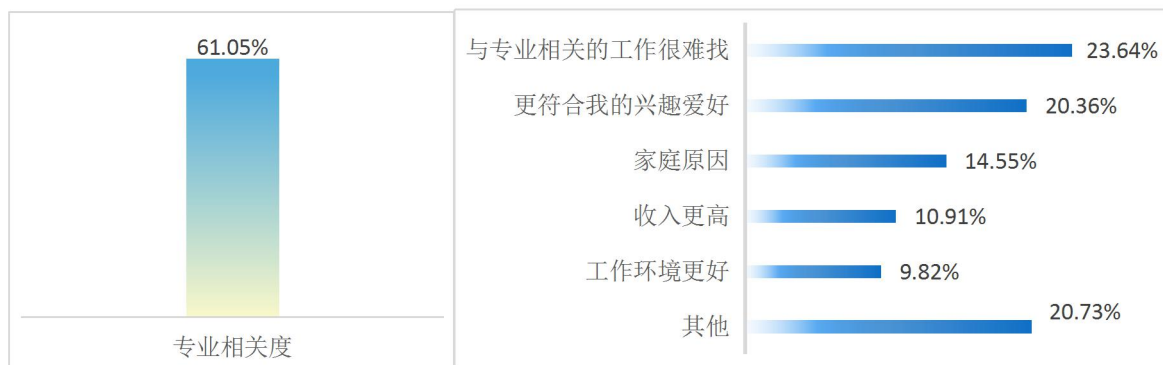 61.05%
专业相关度
与专业相关的工作很难找 23.64%
更符合我的兴趣爱好 20.36%
家庭原因 14.55%
收入更高 10.91%
工作环境更好 9.82%
其他 20.73%